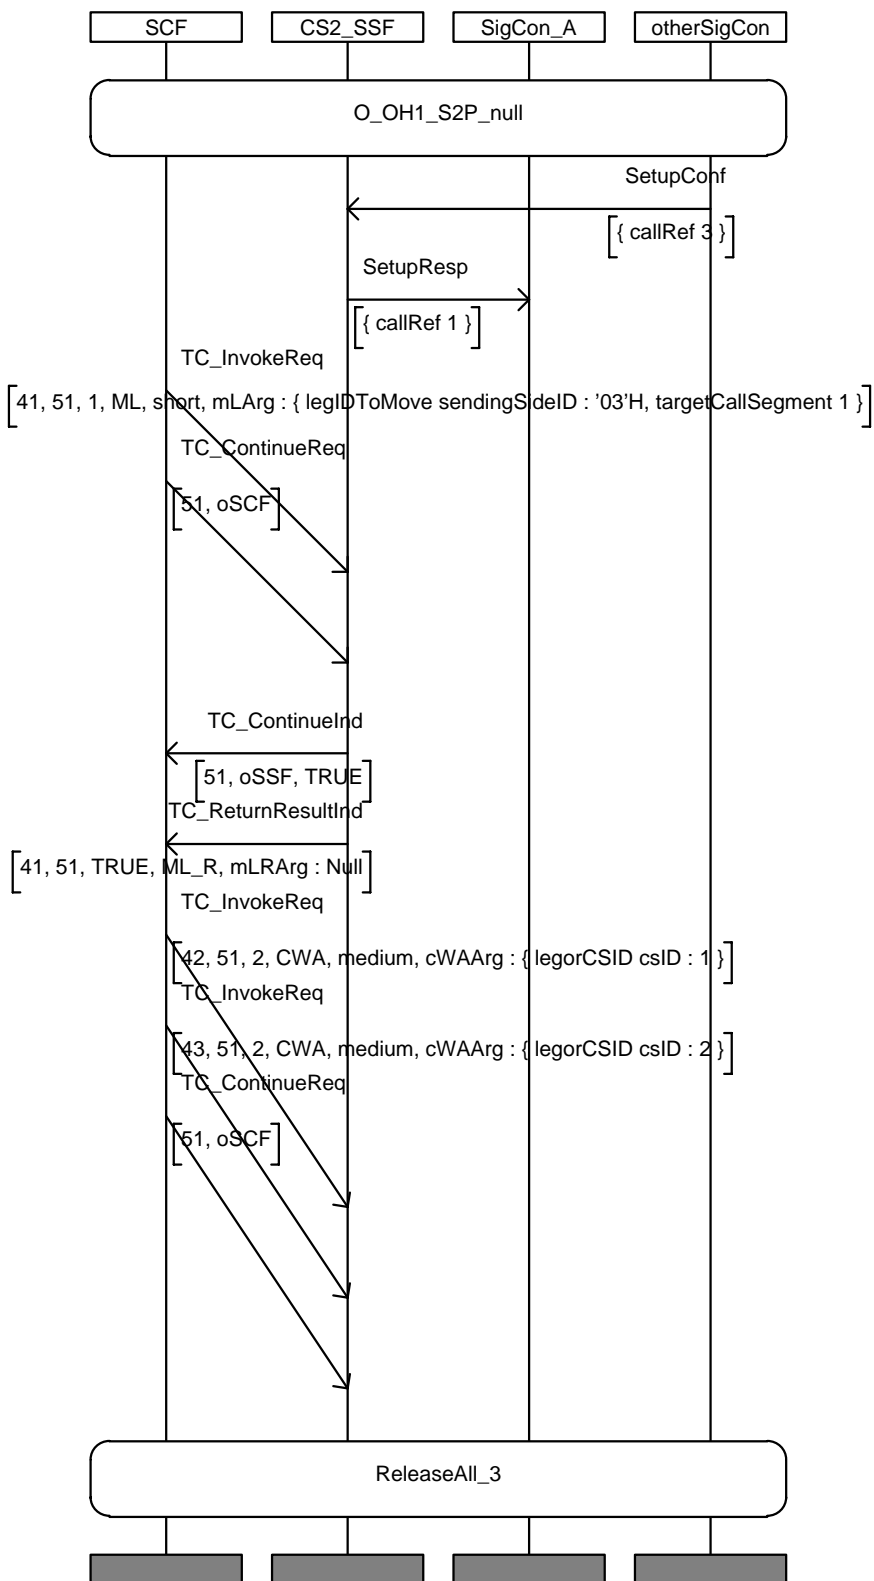 SCF CS2_SSF SigCon_A otherSigCon
O_OH1_S2P_null
SetupConf
{ callRef 3 }
SetupResp
{ callRef 1 }
TC_InvokeReq
41, 51, 1, ML, short, mLArg : { legIDToMove sendingSideID : '03'H, targetCallSegment 1 }
TC_ContinueReq
51, oSCF
TC_ContinueInd
51, oSSF, TRUE
TC_ReturnResultInd
41, 51, TRUE, ML_R, mLRArg : Null
TC_InvokeReq
42, 51, 2, CWA, medium, cWAArg : { legorCSID csID : 1 }
TC_InvokeReq
43, 51, 2, CWA, medium, cWAArg : { legorCSID csID : 2 }
TC_ContinueReq
51, oSCF
ReleaseAll_3